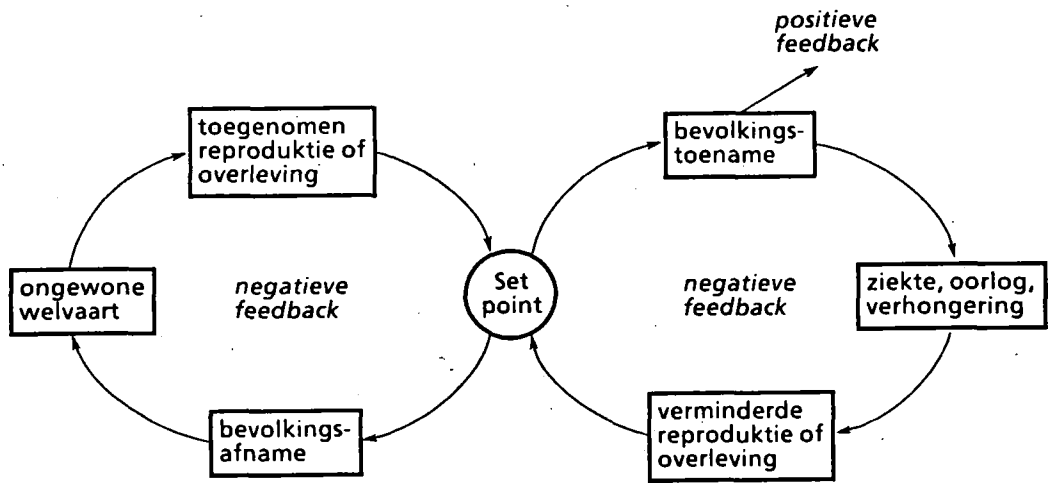 positieve
feedback
toegenomen
reproduktie of
overleving
bevolkings-
toename
ongewone
welvaart
negatieve
feedback
Set
point
negatieve
feedback
ziekte, oorlog,
verhongering
bevolkings-
afname
verminderde
reproduktie of
overleving